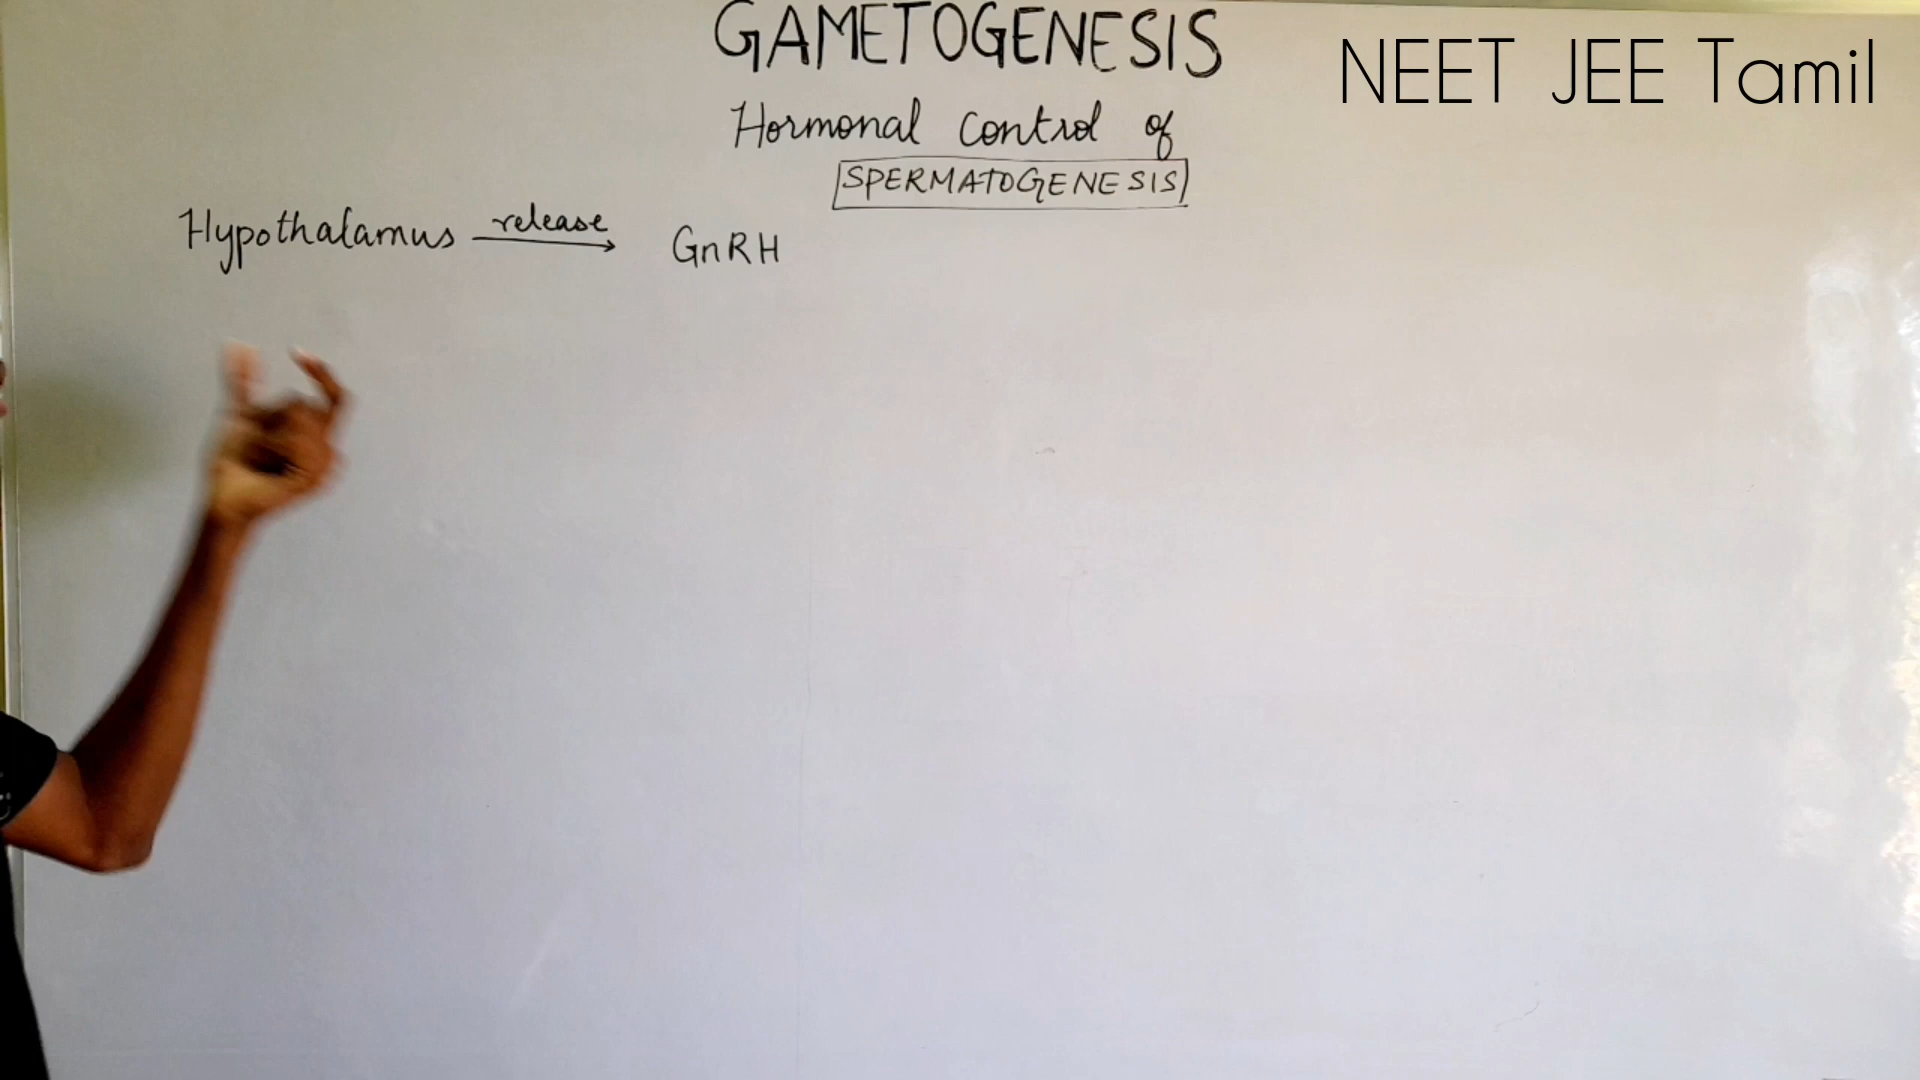 GAMETOGENESIS
NEET JEE Tamil
Hormonal Control of
SPERMATOGENESIS
Hypothalamus release GnRH